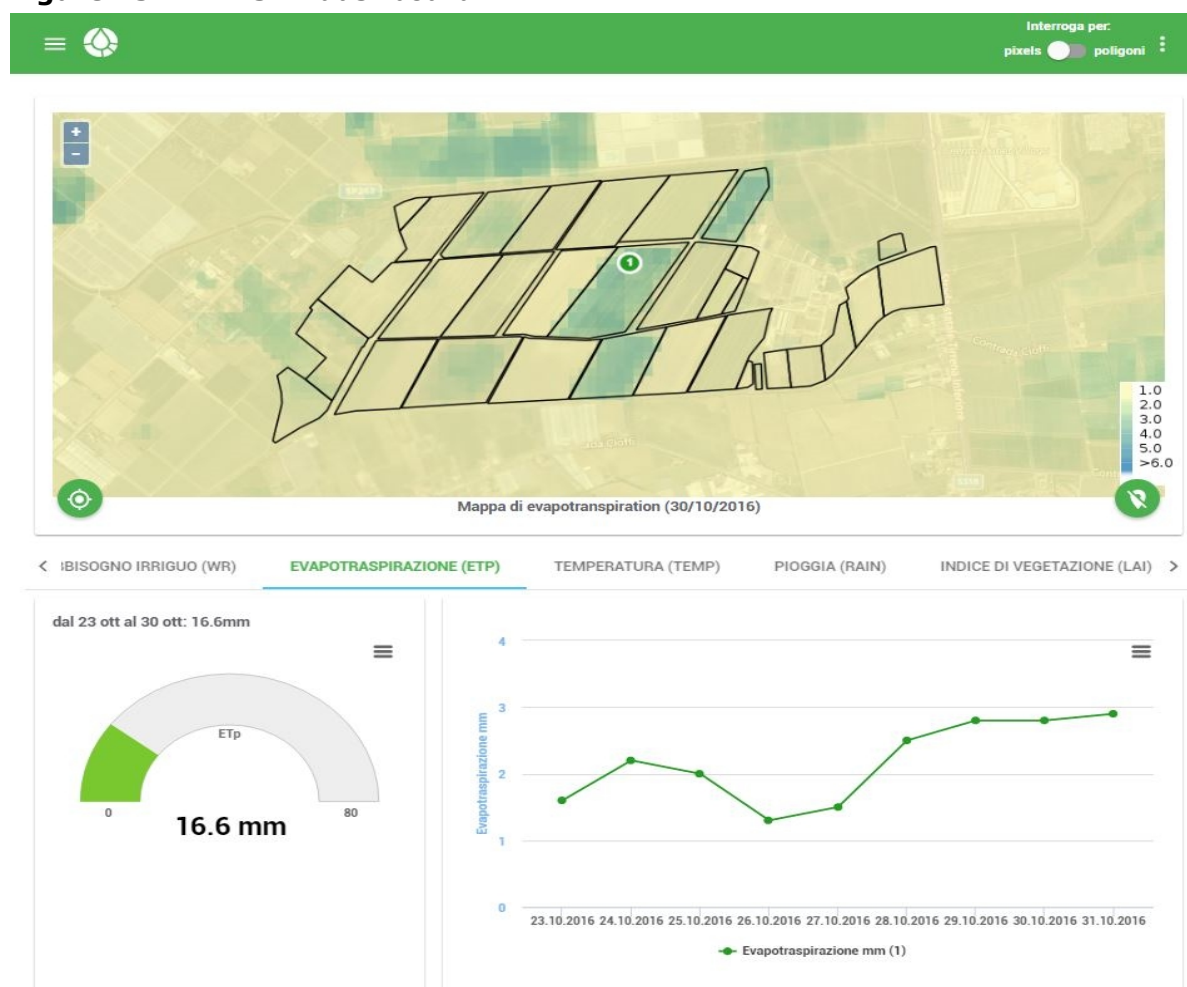 Interroga per:
pixels poligoni
+
-
SP262
1
1.0
2.0
3.0
4.0
5.0
>6.0
Mappa di evapotranspiration (30/10/2016)
IBISOGNO IRRIGUO (WR) EVAPOTRASPIRAZIONE (ETP) TEMPERATURA (TEMP) PIOGGIA (RAIN) INDICE DI VEGETAZIONE (LAI)
dal 23 ott al 30 ott: 16.6mm
ETp
0 80
16.6 mm
4
3
2
1
0
Evapotraspirazione mm
23.10.2016 24.10.2016 25.10.2016 26.10.2016 27.10.2016 28.10.2016 29.10.2016 30.10.2016 31.10.2016
Evapotraspirazione mm (1)